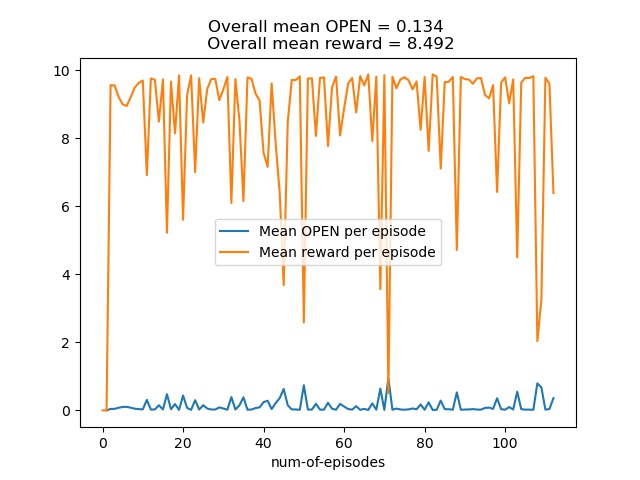 Overall mean OPEN = 0.134
Overall mean reward = 8.492
10
8
6
4
2
0
Mean OPEN per episode
Mean reward per episode
0 20 40 60 80 100
num-of-episodes